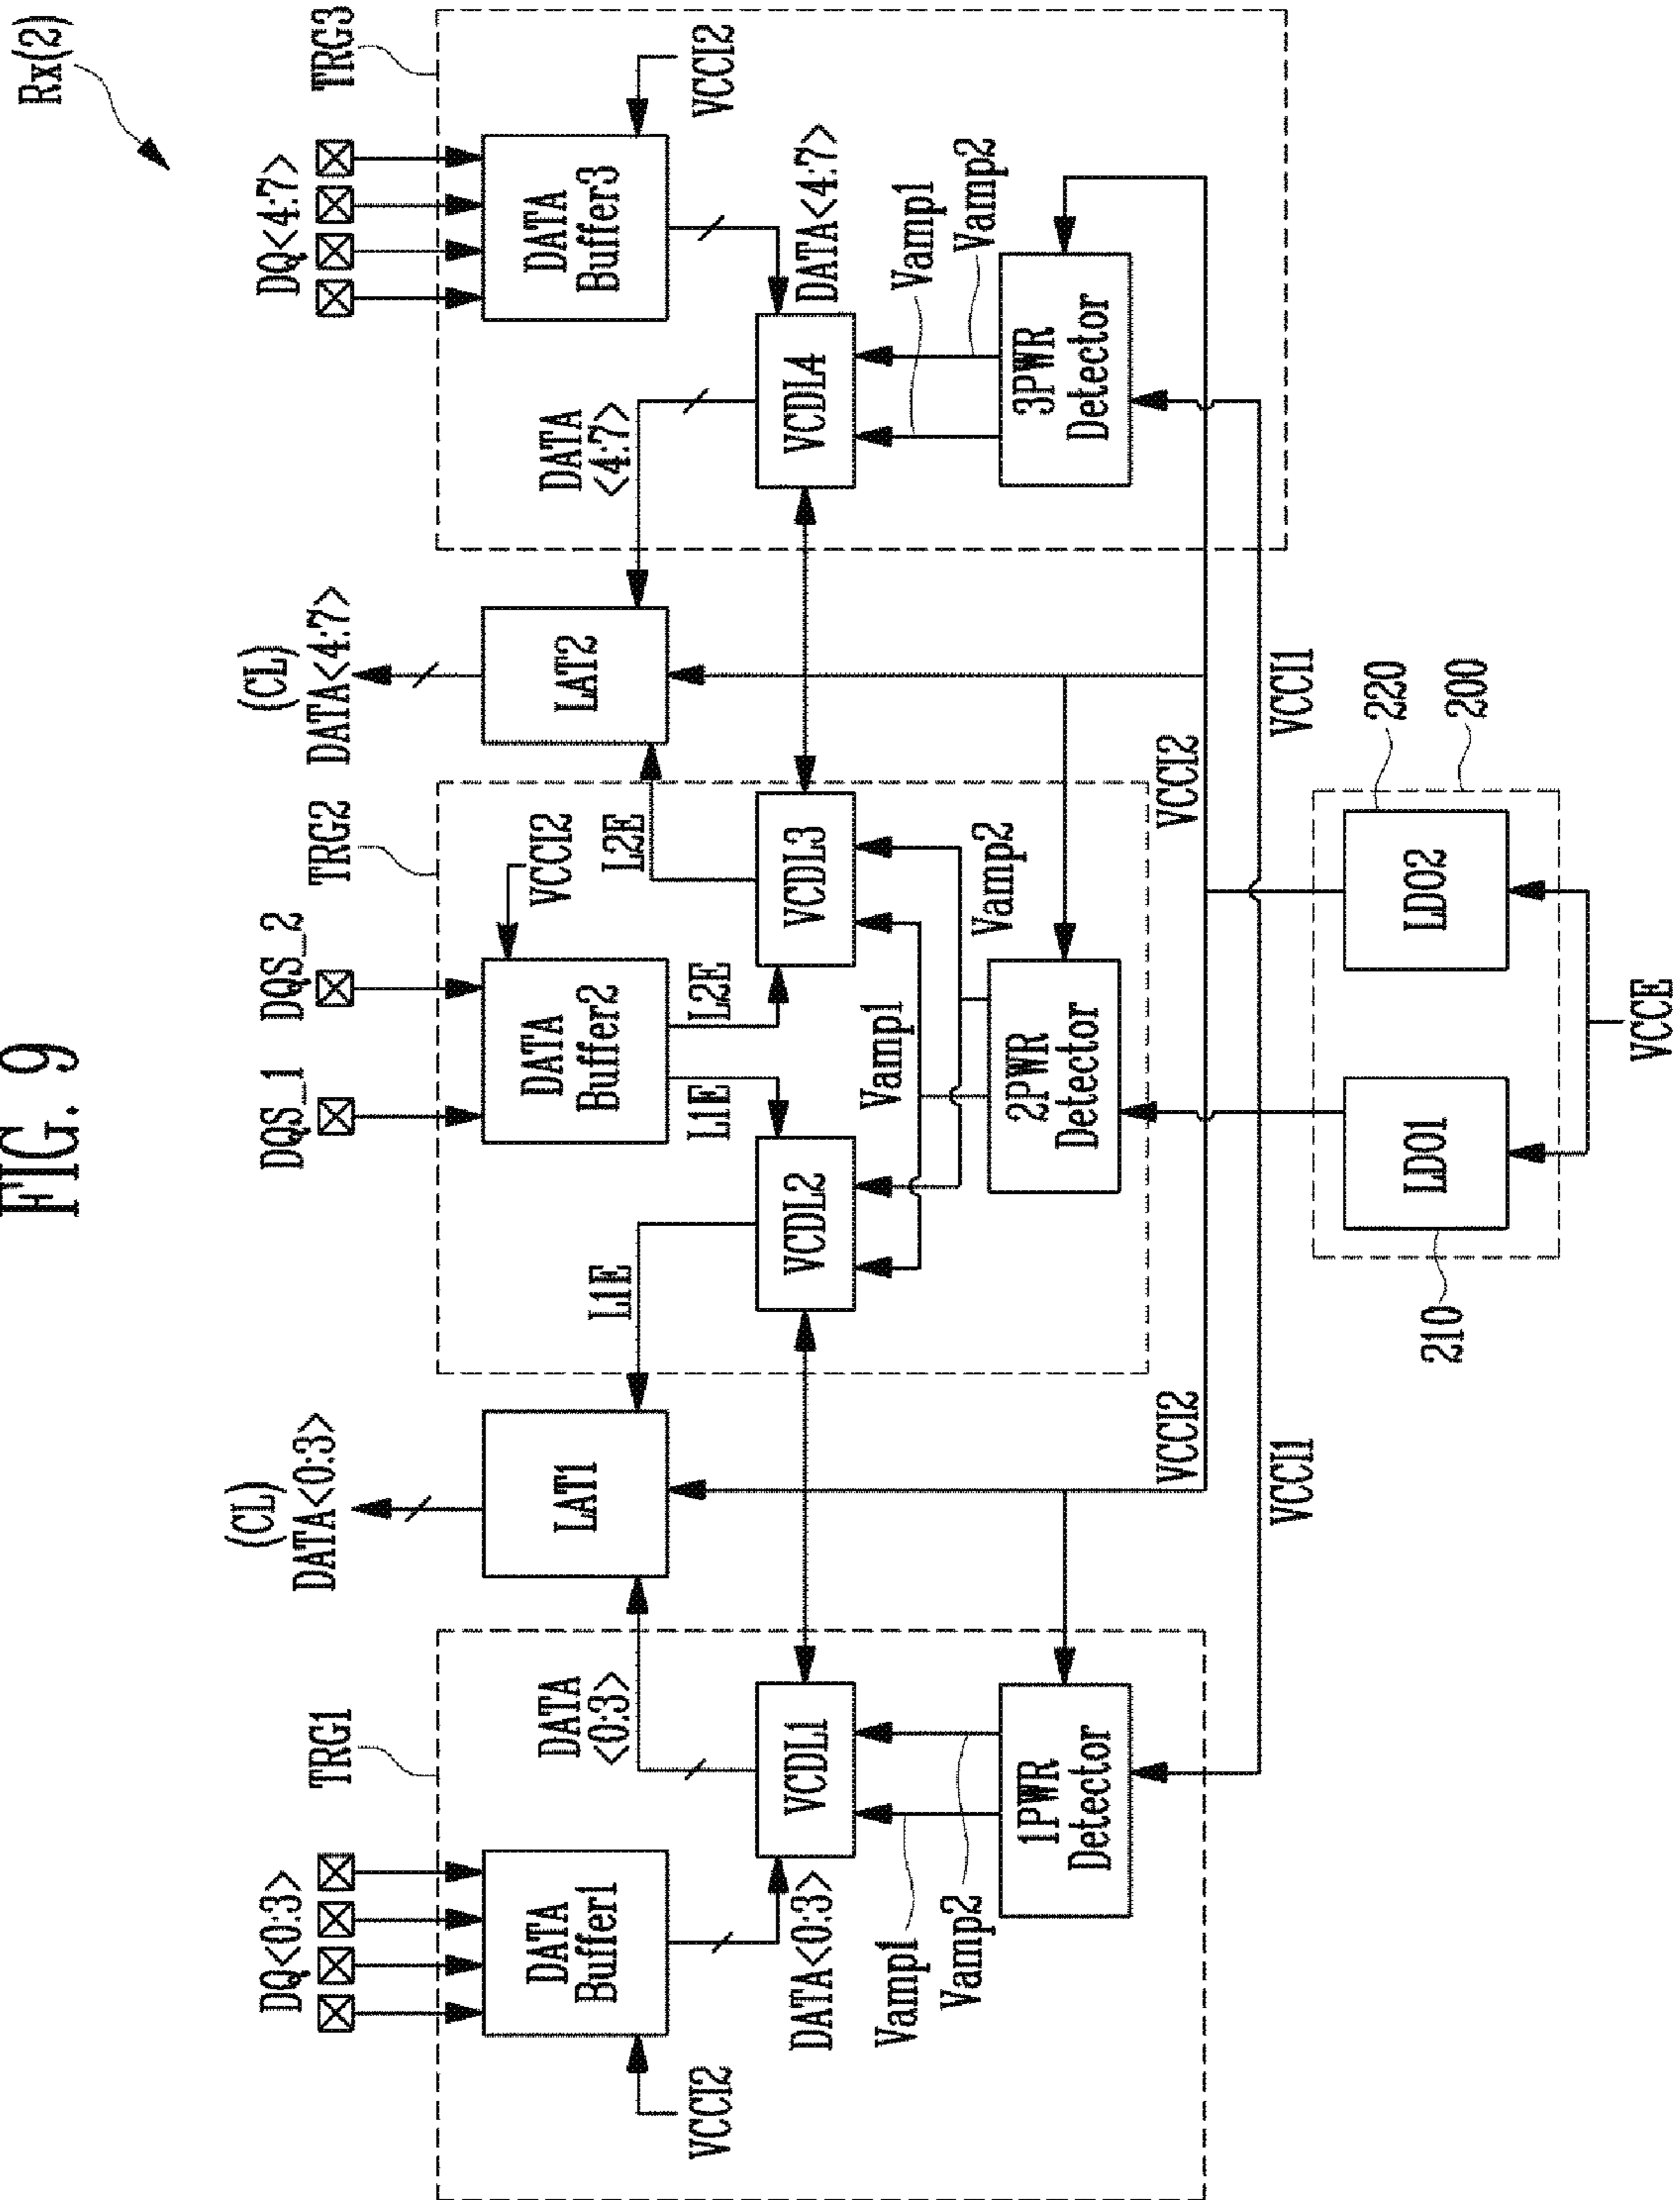 FIG. 9
Rx(2)
DQ<0:3>
TRG1
(CL)
DATA<0:3>
DQS_1
DQS_2
TRG2
(CL)
DATA<4:7>
DQ<4:7>
TRG3
VCCI2
DATA
Buffer1
DATA
<0:3>
LAT1
L1E
DATA
Buffer2
VCCI2
L2E
LAT2
DATA
<4:7>
DATA
Buffer3
VCCI2
DATA<0:3>
VCDL1
VCDL2
L1E
L2E
VCDL3
VCDL4
DATA<4:7>
Vamp1
Vamp2
1PWR
Detector
Vamp1
Vamp2
2PWR
Detector
Vamp1
Vamp2
3PWR
Detector
VCCI2
VCCI2
VCCI1
VCCI1
210
LDO1
LDO2
220
200
VCCE